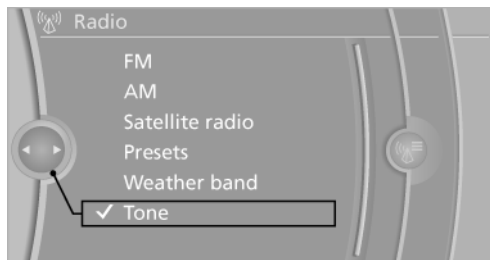 Radio
FM
AM
Satellite radio
Presets
Weather band
Tone